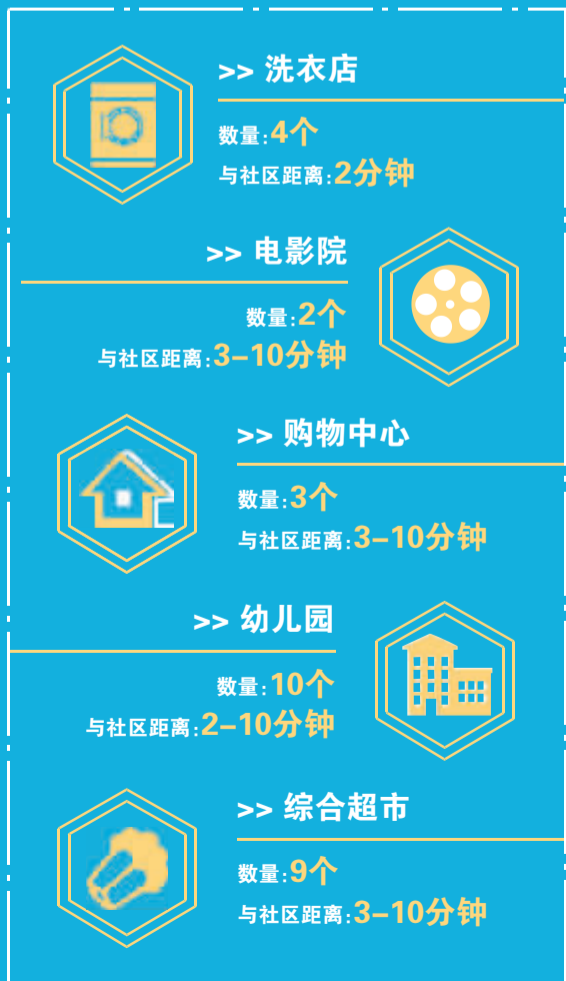 >> 洗衣店
数量:4个
与社区距离:2分钟
>> 电影院
数量:2个
与社区距离:3-10分钟
>> 购物中心
数量:3个
与社区距离:3-10分钟
>> 幼儿园
数量:10个
与社区距离:2-10分钟
>> 综合超市
数量:9个
与社区距离:3-10分钟